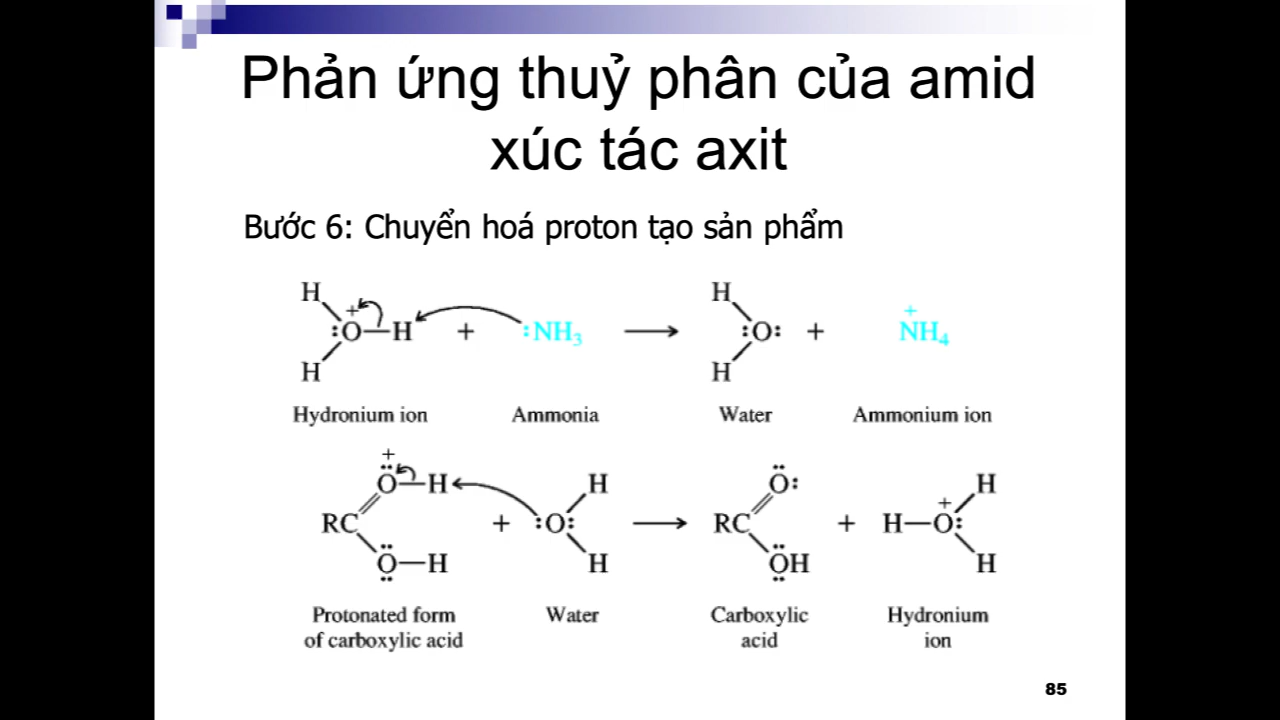 Phản ứng thuỷ phân của amid
xúc tác axit
Bước 6: Chuyển hoá proton tạo sản phẩm
H
+
:O—H + :NH3 ⟶ :O: + NH4
H
H
H
+
Hydronium ion Ammonia Water Ammonium ion
+
O—H H O: H
RC + :O: ⟶ RC + H—O:
O—H H OH H
+
Protonated form Water Carboxylic Hydronium
of carboxylic acid acid ion
85